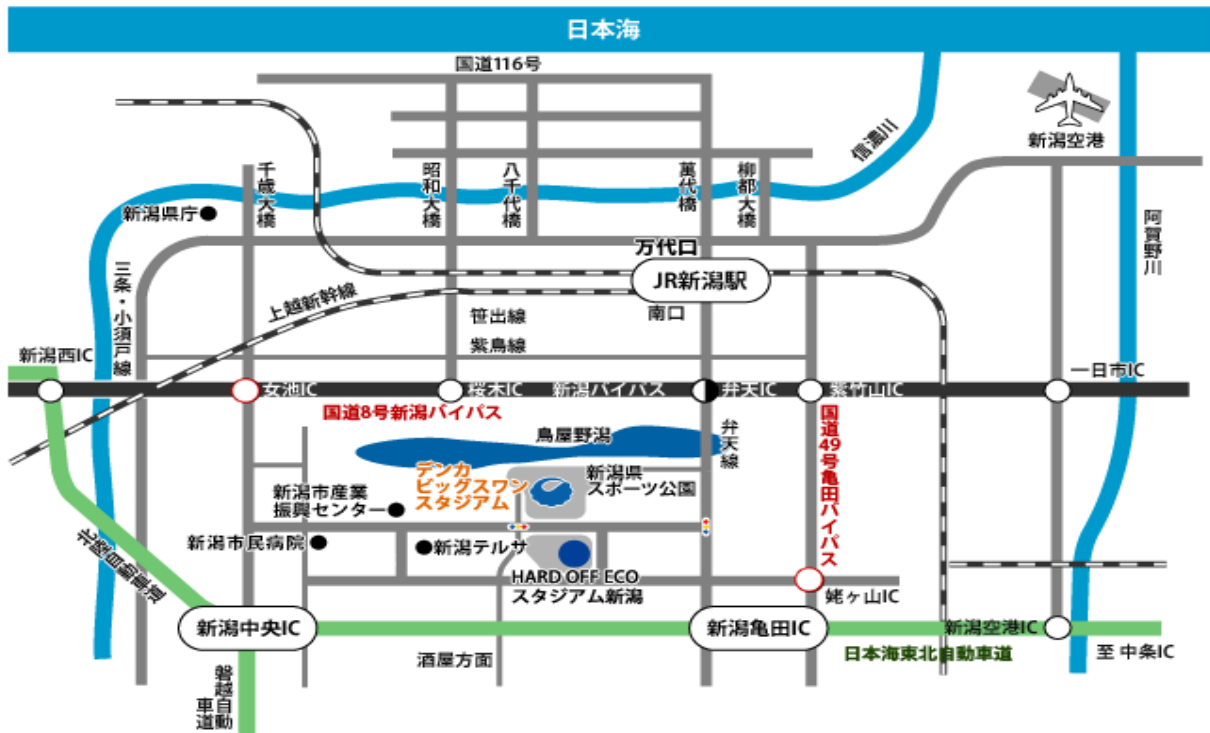 日本海
国道116号
新潟空港
信濃川
千歳大橋
昭和大橋
八千代橋
萬代橋
柳都大橋
新潟県庁
阿賀野川
万代口
JR新潟駅
南口
三条・小須戸線
上越新幹線
笹出線
紫鳥線
新潟西IC
女池IC
桜木IC
新潟バイパス
弁天IC
紫竹山IC
一日市IC
国道8号新潟バイパス
鳥屋野潟
弁天線
国道49号亀田バイパス
デンカ
ビッグスワン
スタジアム
新潟県
スポーツ公園
新潟市産業
振興センター
新潟市民病院
新潟テルサ
北陸自動車道
HARD OFF ECO
スタジアム新潟
姥ヶ山IC
新潟中央IC
新潟亀田IC
新潟空港IC
酒屋方面
日本海東北自動車道
至 中条IC
磐越自動
車道